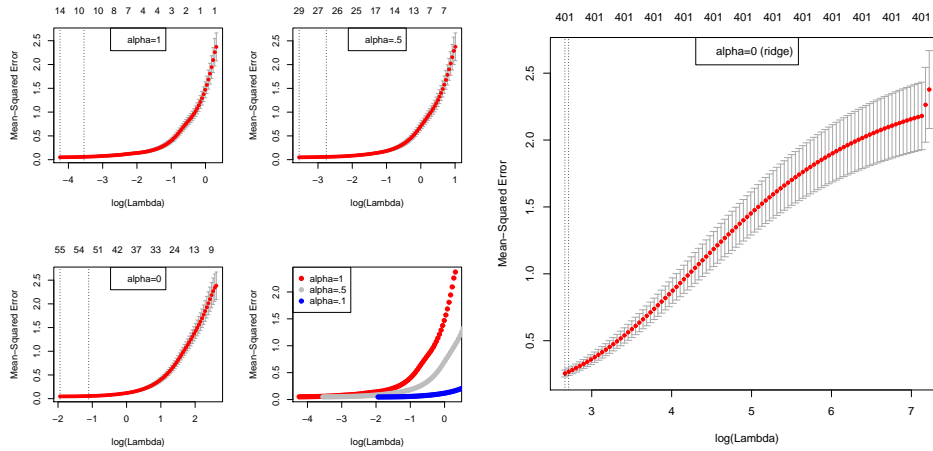 14 10 10 8 7 7 4 3 2 1 1
alpha=1
Mean−Squared Error
2.5
2.0
1.5
1.0
0.5
0.0
−4 −3 −2 −1 0
log(Lambda)
29 27 26 25 17 14 13 7 7
alpha=.5
Mean−Squared Error
2.5
2.0
1.5
1.0
0.5
0.0
−3 −2 −1 0 1
log(Lambda)
55 54 51 42 37 33 24 13 9
alpha=0
Mean−Squared Error
2.5
2.0
1.5
1.0
0.5
0.0
−2 −1 0 1 2
log(Lambda)
alpha=1
alpha=.5
alpha=.1
Mean−Squared Error
2.0
1.5
1.0
0.5
0.0
−4 −3 −2 −1 0
log(Lambda)
401 401 401 401 401 401 401 401 401 401
alpha=0 (ridge)
Mean−Squared Error
2.5
2.0
1.5
1.0
0.5
3 4 5 6 7
log(Lambda)